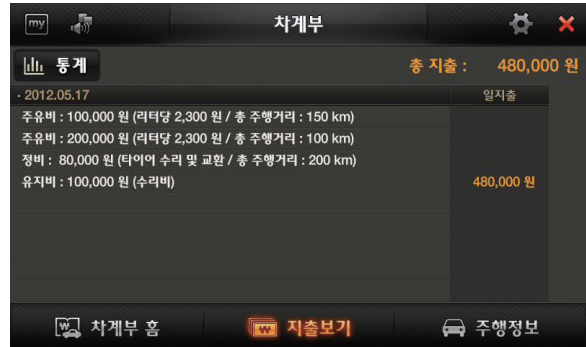 my
차계부
통계
총 지출 : 480,000 원
· 2012.05.17 일지출
주유비 : 100,000 원 (리터당 2,300 원 / 총 주행거리 : 150 km)
주유비 : 200,000 원 (리터당 2,300 원 / 총 주행거리 : 100 km)
정비 : 80,000 원 (타이어 수리 및 교환 / 총 주행거리 : 200 km)
유지비 : 100,000 원 (수리비) 480,000 원
차계부 홈 지출보기 주행정보